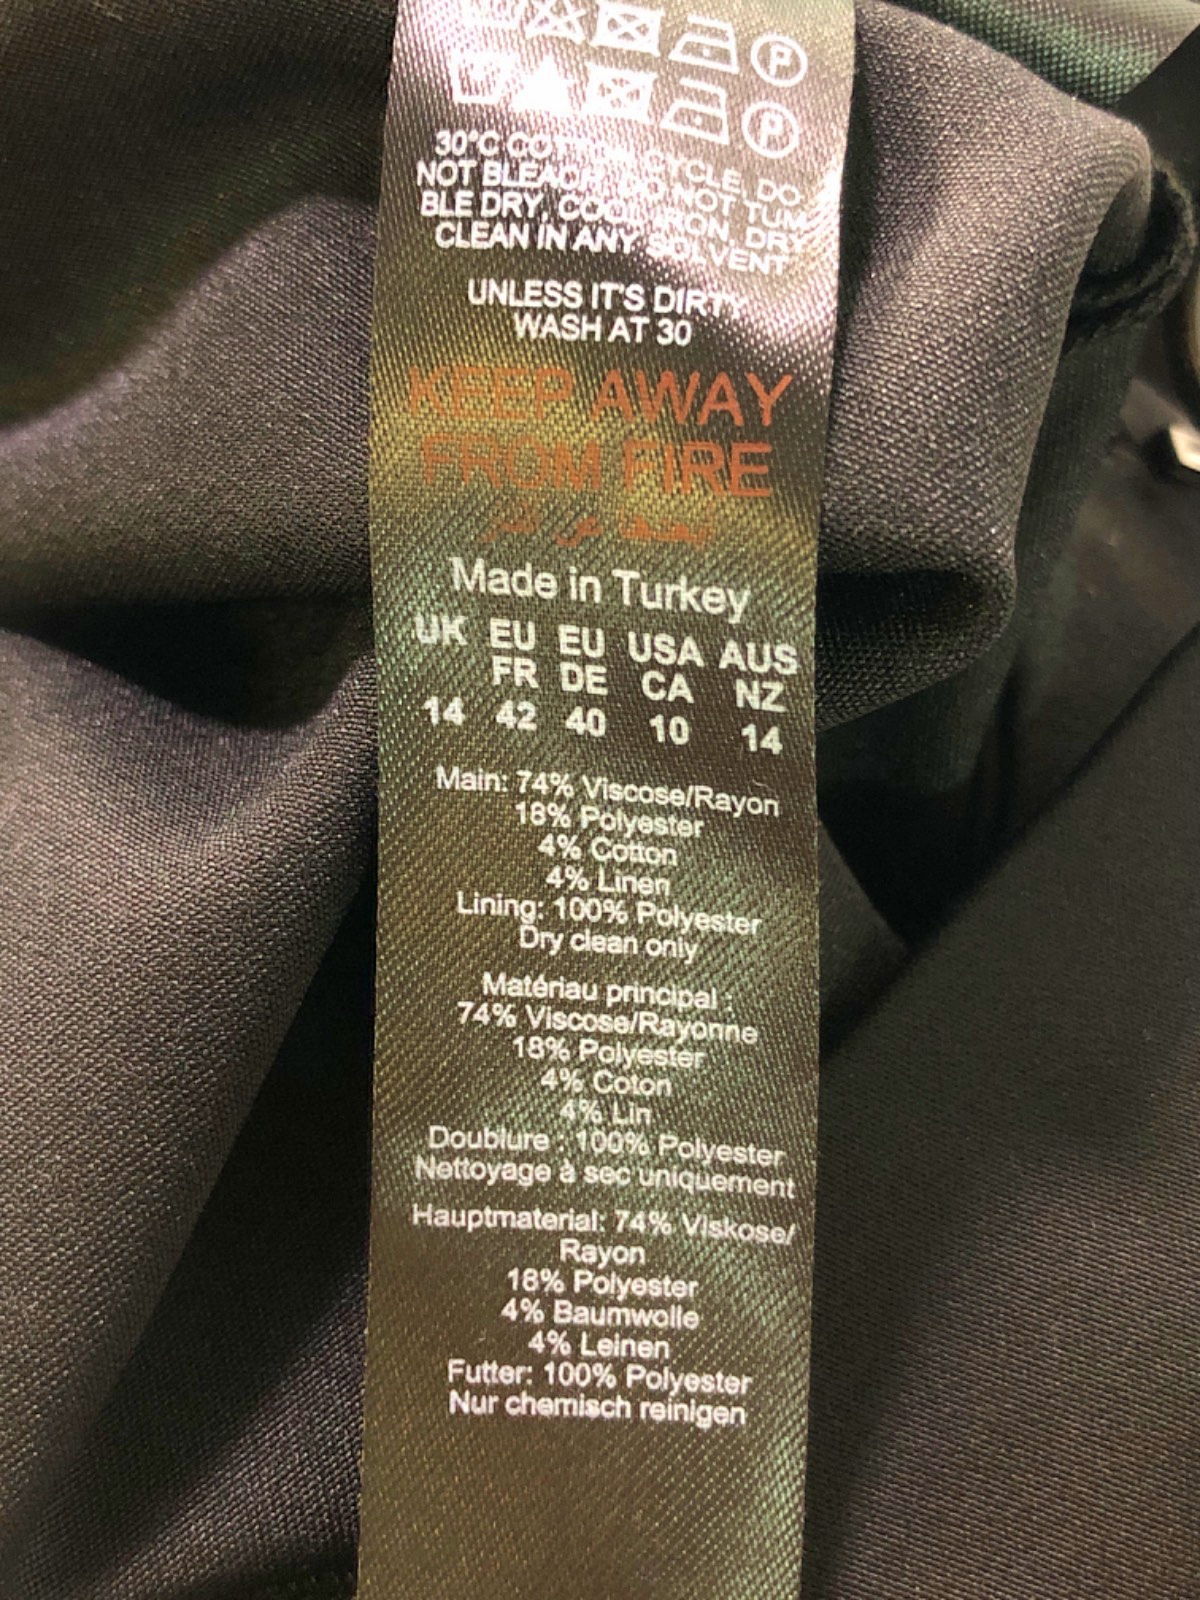 P
P
30°C COTTON CYCLE, DO
NOT BLEACH, DO NOT TUM
BLE DRY, COOL IRON, DRY
CLEAN IN ANY SOLVENT
UNLESS IT'S DIRTY
WASH AT 30
KEEP AWAY
FROM FIRE
Made in Turkey
UK EU EU USA AUS
FR DE CA NZ
14 42 40 10 14
Main: 74% Viscose/Rayon
18% Polyester
4% Cotton
4% Linen
Lining: 100% Polyester
Dry clean only
Matériau principal :
74% Viscose/Rayonne
18% Polyester
4% Coton
4% Lin
Doublure : 100% Polyester
Nettoyage à sec uniquement
Hauptmaterial: 74% Viskose/
Rayon
18% Polyester
4% Baumwolle
4% Leinen
Futter: 100% Polyester
Nur chemisch reinigen